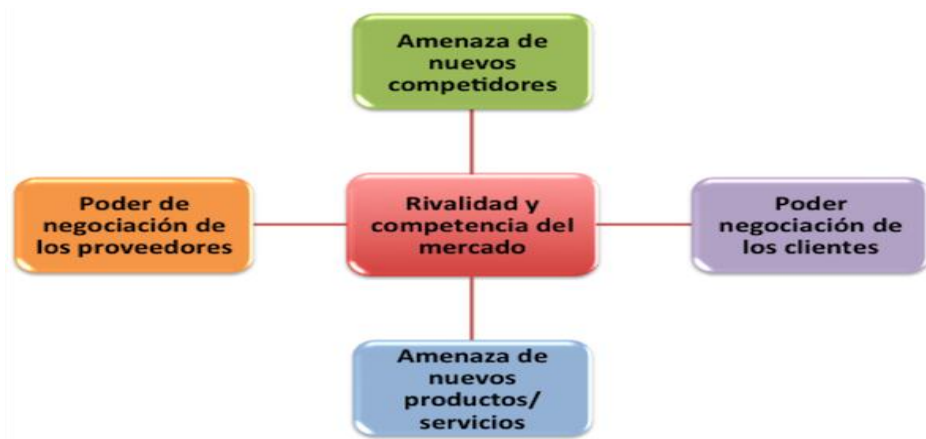 Amenaza de
nuevos
competidores
Poder de
negociación de
los proveedores
Rivalidad y
competencia del
mercado
Poder
negociación de
los clientes
Amenaza de
nuevos
productos/
servicios